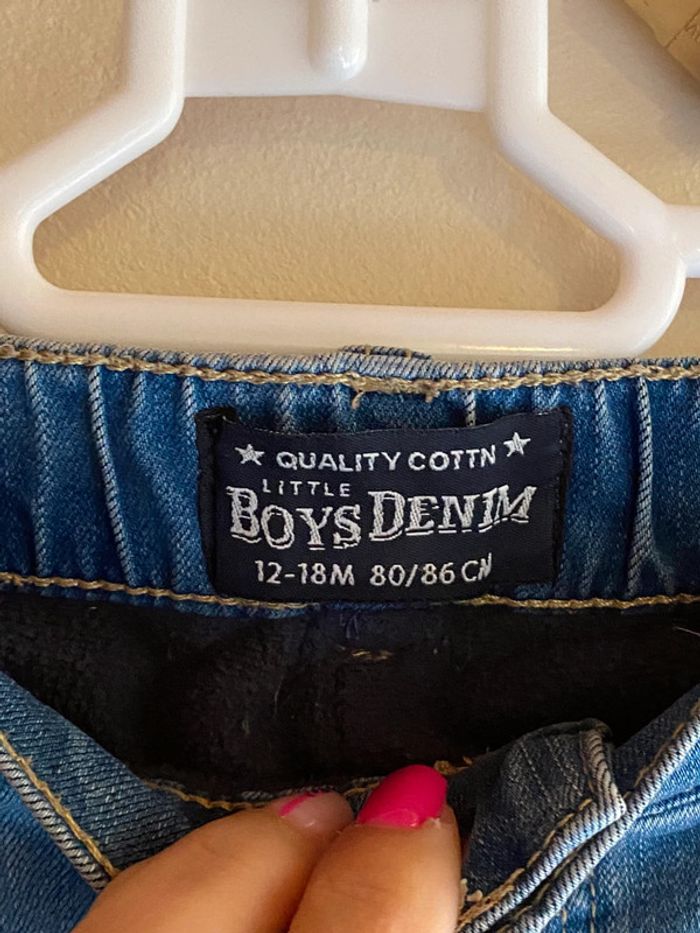 ★ QUALITY COTTN ★
LITTLE
BOYS DENIM
12-18M 80/86 CM